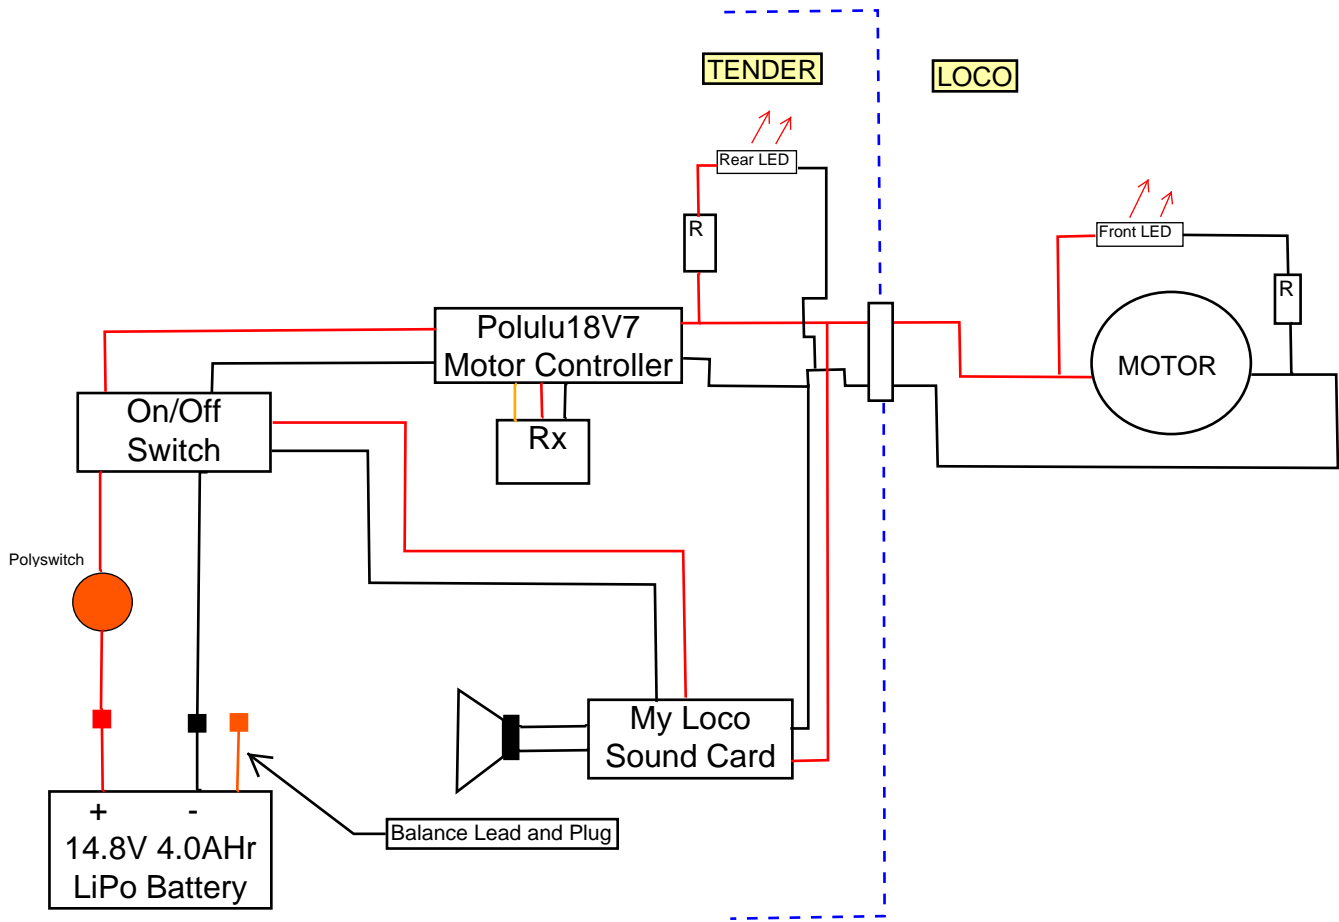 TENDER
LOCO
Rear LED
R
Front LED
R
Polulu18V7
Motor Controller
MOTOR
On/Off
Switch
Rx
Polyswitch
My Loco
Sound Card
+ -
14.8V 4.0AHr
LiPo Battery
Balance Lead and Plug